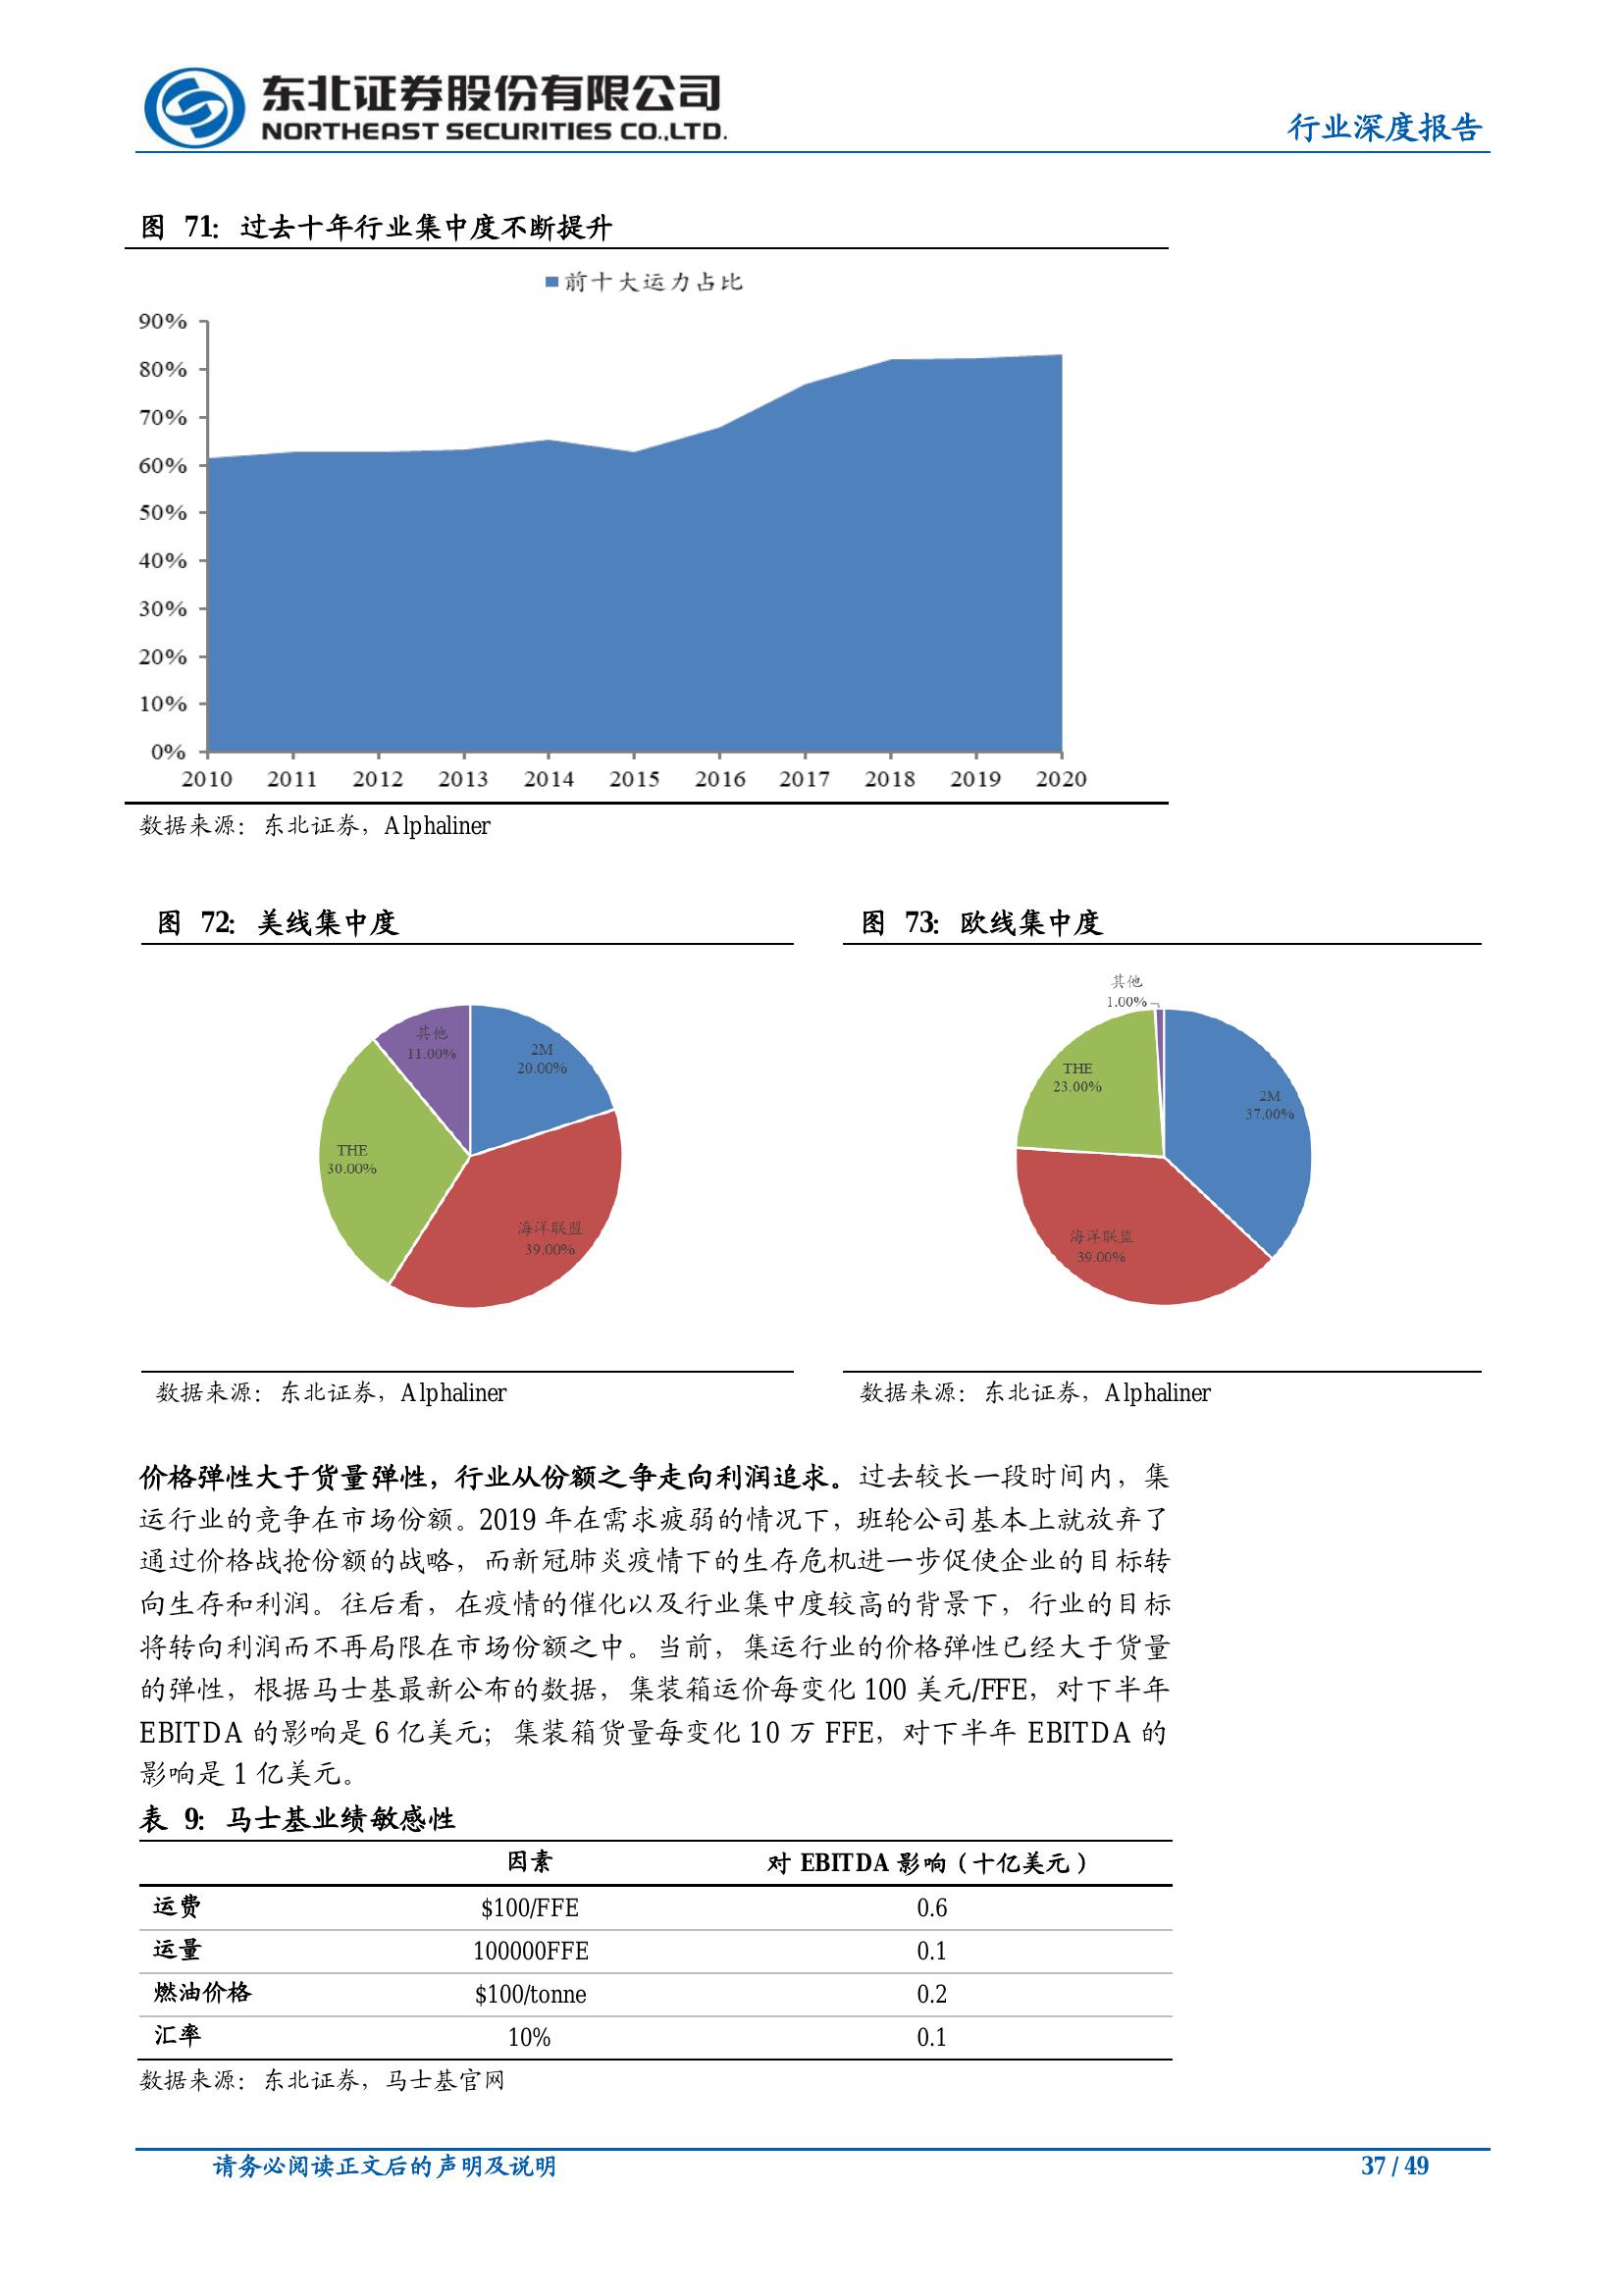 东北证券股份有限公司
NORTHEAST SECURITIES CO.,LTD.
行业深度报告
图 71：过去十年行业集中度不断提升
前十大运力占比
90%
80%
70%
60%
50%
40%
30%
20%
10%
0%
2010 2011 2012 2013 2014 2015 2016 2017 2018 2019 2020
数据来源：东北证券，Alphaliner
图 72：美线集中度
其他
11.00%
2M
20.00%
THE
30.00%
海洋联盟
39.00%
数据来源：东北证券，Alphaliner
图 73：欧线集中度
其他
1.00%
THE
23.00%
2M
37.00%
海洋联盟
39.00%
数据来源：东北证券，Alphaliner
价格弹性大于货量弹性，行业从份额之争走向利润追求。过去较长一段时间内，集
运行业的竞争在市场份额。2019 年在需求疲弱的情况下，班轮公司基本上就放弃了
通过价格战抢份额的战略，而新冠肺炎疫情下的生存危机进一步促使企业的目标转
向生存和利润。往后看，在疫情的催化以及行业集中度较高的背景下，行业的目标
将转向利润而不再局限在市场份额之中。当前，集运行业的价格弹性已经大于货量
的弹性，根据马士基最新公布的数据，集装箱运价每变化 100 美元/FFE，对下半年
EBITDA 的影响是 6 亿美元；集装箱货量每变化 10 万 FFE，对下半年 EBITDA 的
影响是 1 亿美元。
表 9：马士基业绩敏感性
因素 对 EBITDA 影响（十亿美元）
运费 $100/FFE 0.6
运量 100000FFE 0.1
燃油价格 $100/tonne 0.2
汇率 10% 0.1
数据来源：东北证券，马士基官网
请务必阅读正文后的声明及说明 37 / 49